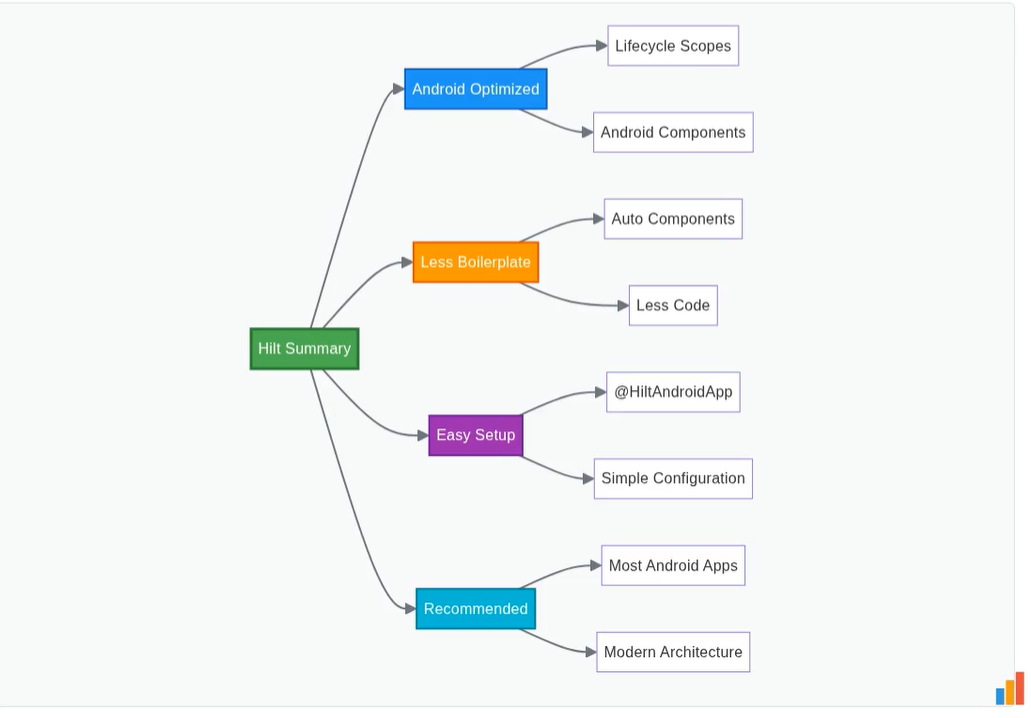 Hilt Summary
Android Optimized
Lifecycle Scopes
Android Components
Less Boilerplate
Auto Components
Less Code
Easy Setup
@HiltAndroidApp
Simple Configuration
Recommended
Most Android Apps
Modern Architecture